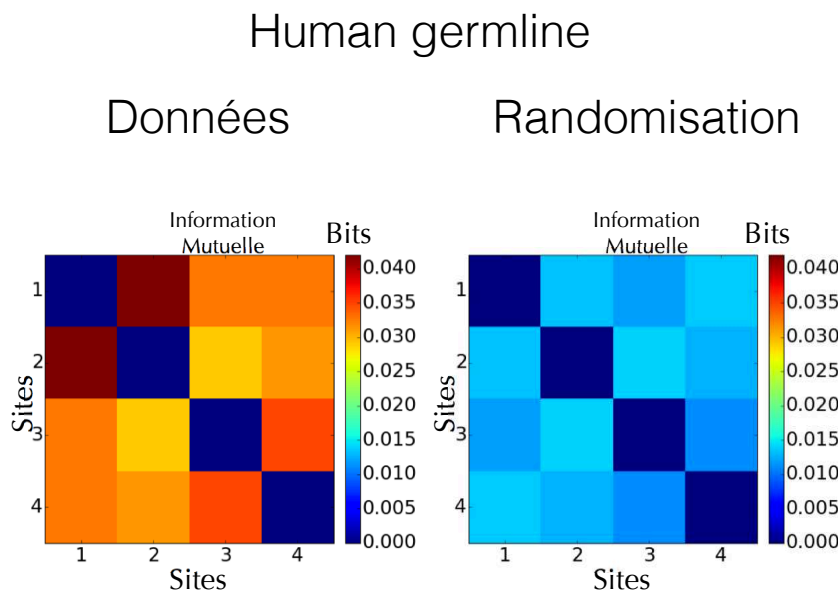 Human germline
Données
Randomisation
Information
Mutuelle
Bits
0.040
0.035
0.030
0.025
0.020
0.015
0.010
0.005
0.000
1
2
3
4
Sites
1 2 3 4
Sites
Information
Mutuelle
Bits
0.040
0.035
0.030
0.025
0.020
0.015
0.010
0.005
0.000
1
2
3
4
Sites
1 2 3 4
Sites